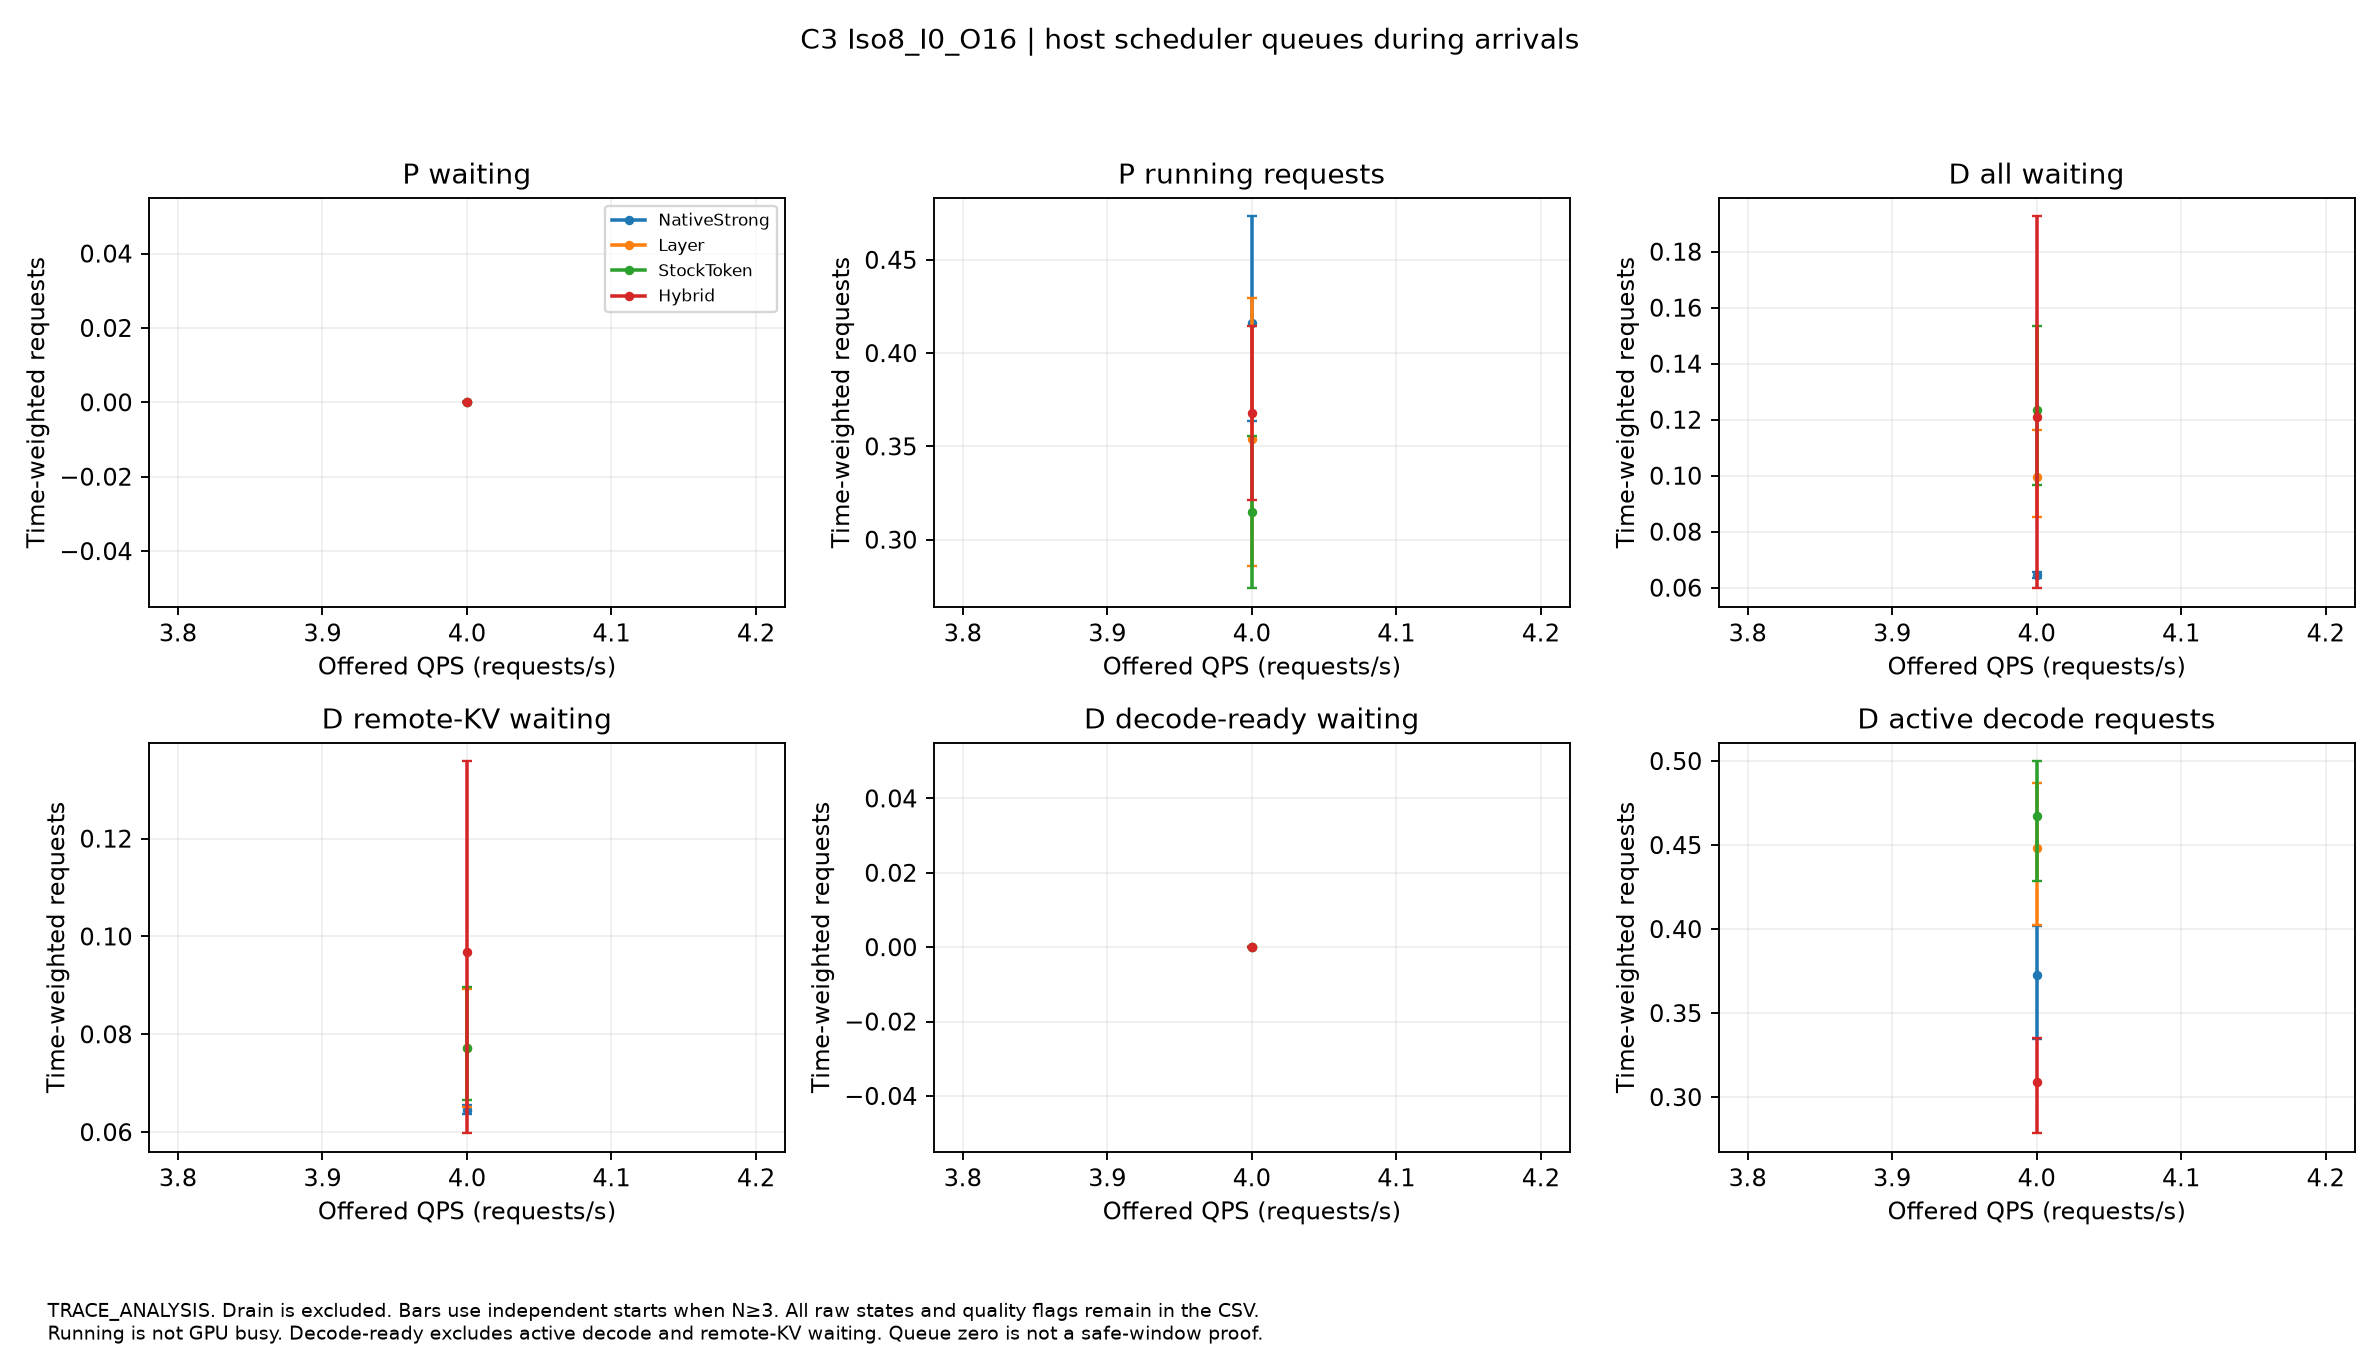 C3 Iso8_I0_O16 | host scheduler queues during arrivals
P waiting
Time-weighted requests
0.04
0.02
0.00
−0.02
−0.04
NativeStrong
Layer
StockToken
Hybrid
3.8 3.9 4.0 4.1 4.2
Offered QPS (requests/s)
P running requests
Time-weighted requests
0.45
0.40
0.35
0.30
3.8 3.9 4.0 4.1 4.2
Offered QPS (requests/s)
D all waiting
Time-weighted requests
0.18
0.16
0.14
0.12
0.10
0.08
0.06
3.8 3.9 4.0 4.1 4.2
Offered QPS (requests/s)
D remote-KV waiting
Time-weighted requests
0.12
0.10
0.08
0.06
3.8 3.9 4.0 4.1 4.2
Offered QPS (requests/s)
D decode-ready waiting
Time-weighted requests
0.04
0.02
0.00
−0.02
−0.04
3.8 3.9 4.0 4.1 4.2
Offered QPS (requests/s)
D active decode requests
Time-weighted requests
0.50
0.45
0.40
0.35
0.30
3.8 3.9 4.0 4.1 4.2
Offered QPS (requests/s)
TRACE_ANALYSIS. Drain is excluded. Bars use independent starts when N≥3. All raw states and quality flags remain in the CSV.
Running is not GPU busy. Decode-ready excludes active decode and remote-KV waiting. Queue zero is not a safe-window proof.